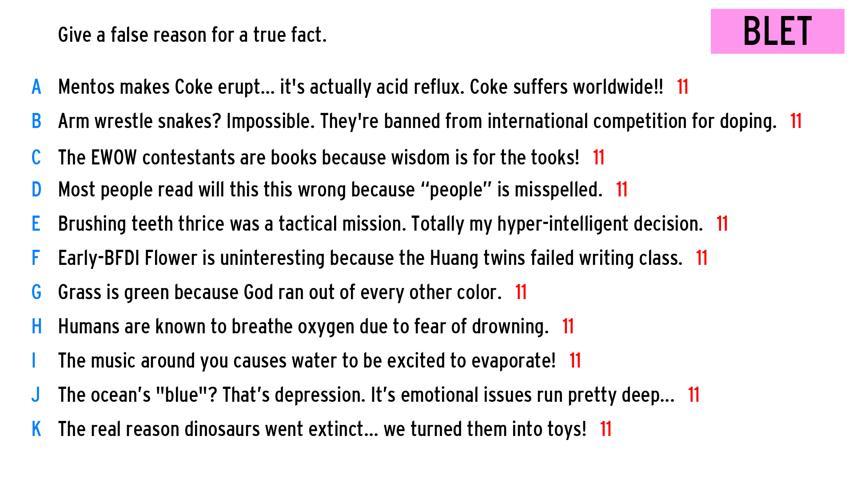 Give a false reason for a true fact.
BLET
A Mentos makes Coke erupt... it's actually acid reflux. Coke suffers worldwide!! 11
B Arm wrestle snakes? Impossible. They're banned from international competition for doping. 11
C The EWOW contestants are books because wisdom is for the tooks! 11
D Most people read will this this wrong because “people” is misspelled. 11
E Brushing teeth thrice was a tactical mission. Totally my hyper-intelligent decision. 11
F Early-BFDI Flower is uninteresting because the Huang twins failed writing class. 11
G Grass is green because God ran out of every other color. 11
H Humans are known to breathe oxygen due to fear of drowning. 11
I The music around you causes water to be excited to evaporate! 11
J The ocean’s "blue"? That’s depression. It’s emotional issues run pretty deep... 11
K The real reason dinosaurs went extinct... we turned them into toys! 11